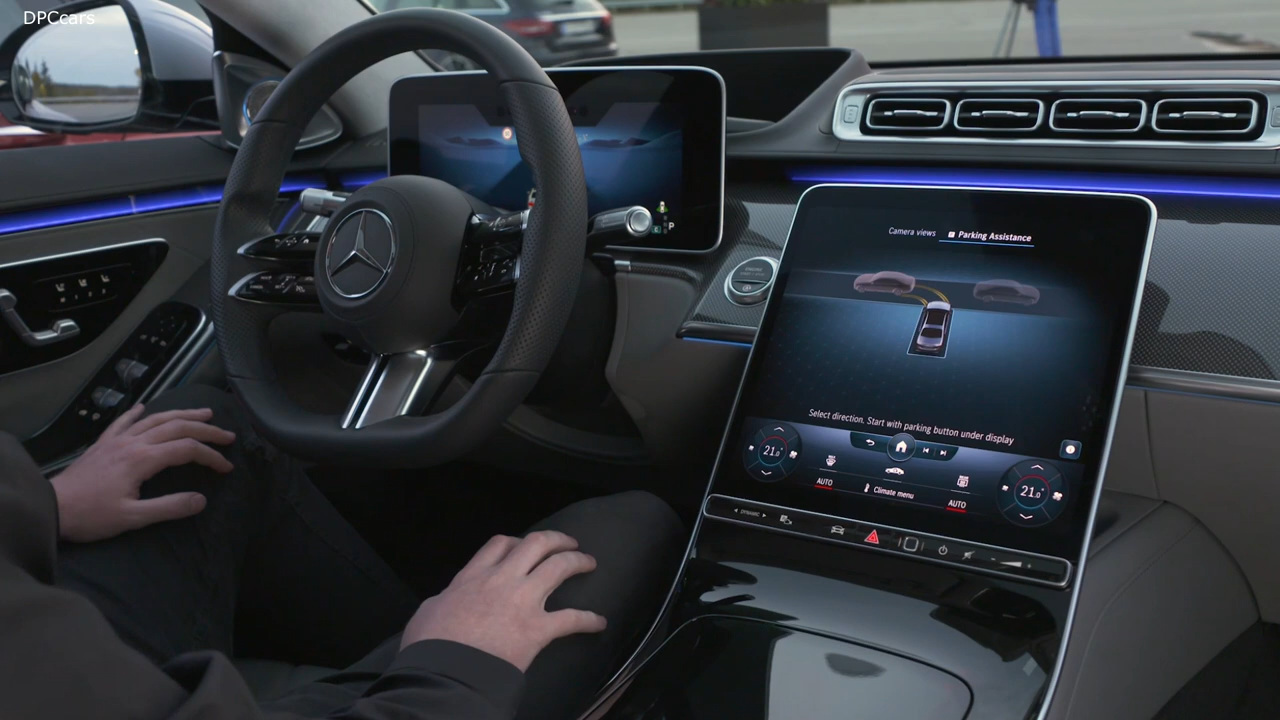 DPCcars
Camera views
Parking Assistance
P
Select direction. Start with parking button under display
21.0°
21.0°
AUTO
Climate menu
AUTO
DYNAMIC